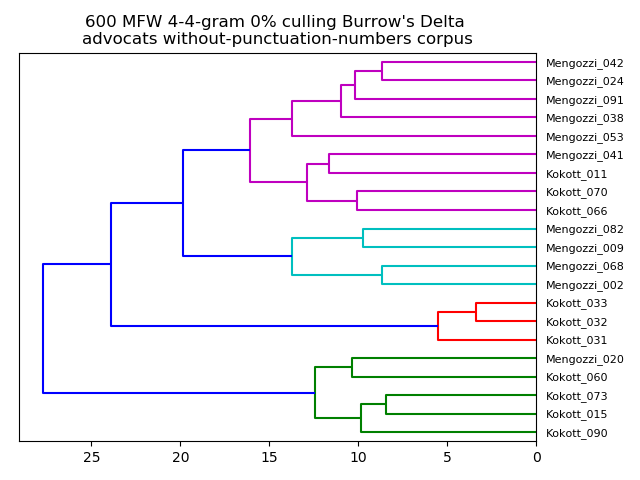 600 MFW 4-4-gram 0% culling Burrow's Delta
advocats without-punctuation-numbers corpus
Mengozzi_042
Mengozzi_024
Mengozzi_091
Mengozzi_038
Mengozzi_053
Mengozzi_041
Kokott_011
Kokott_070
Kokott_066
Mengozzi_082
Mengozzi_009
Mengozzi_068
Mengozzi_002
Kokott_033
Kokott_032
Kokott_031
Mengozzi_020
Kokott_060
Kokott_073
Kokott_015
Kokott_090
25 20 15 10 5 0